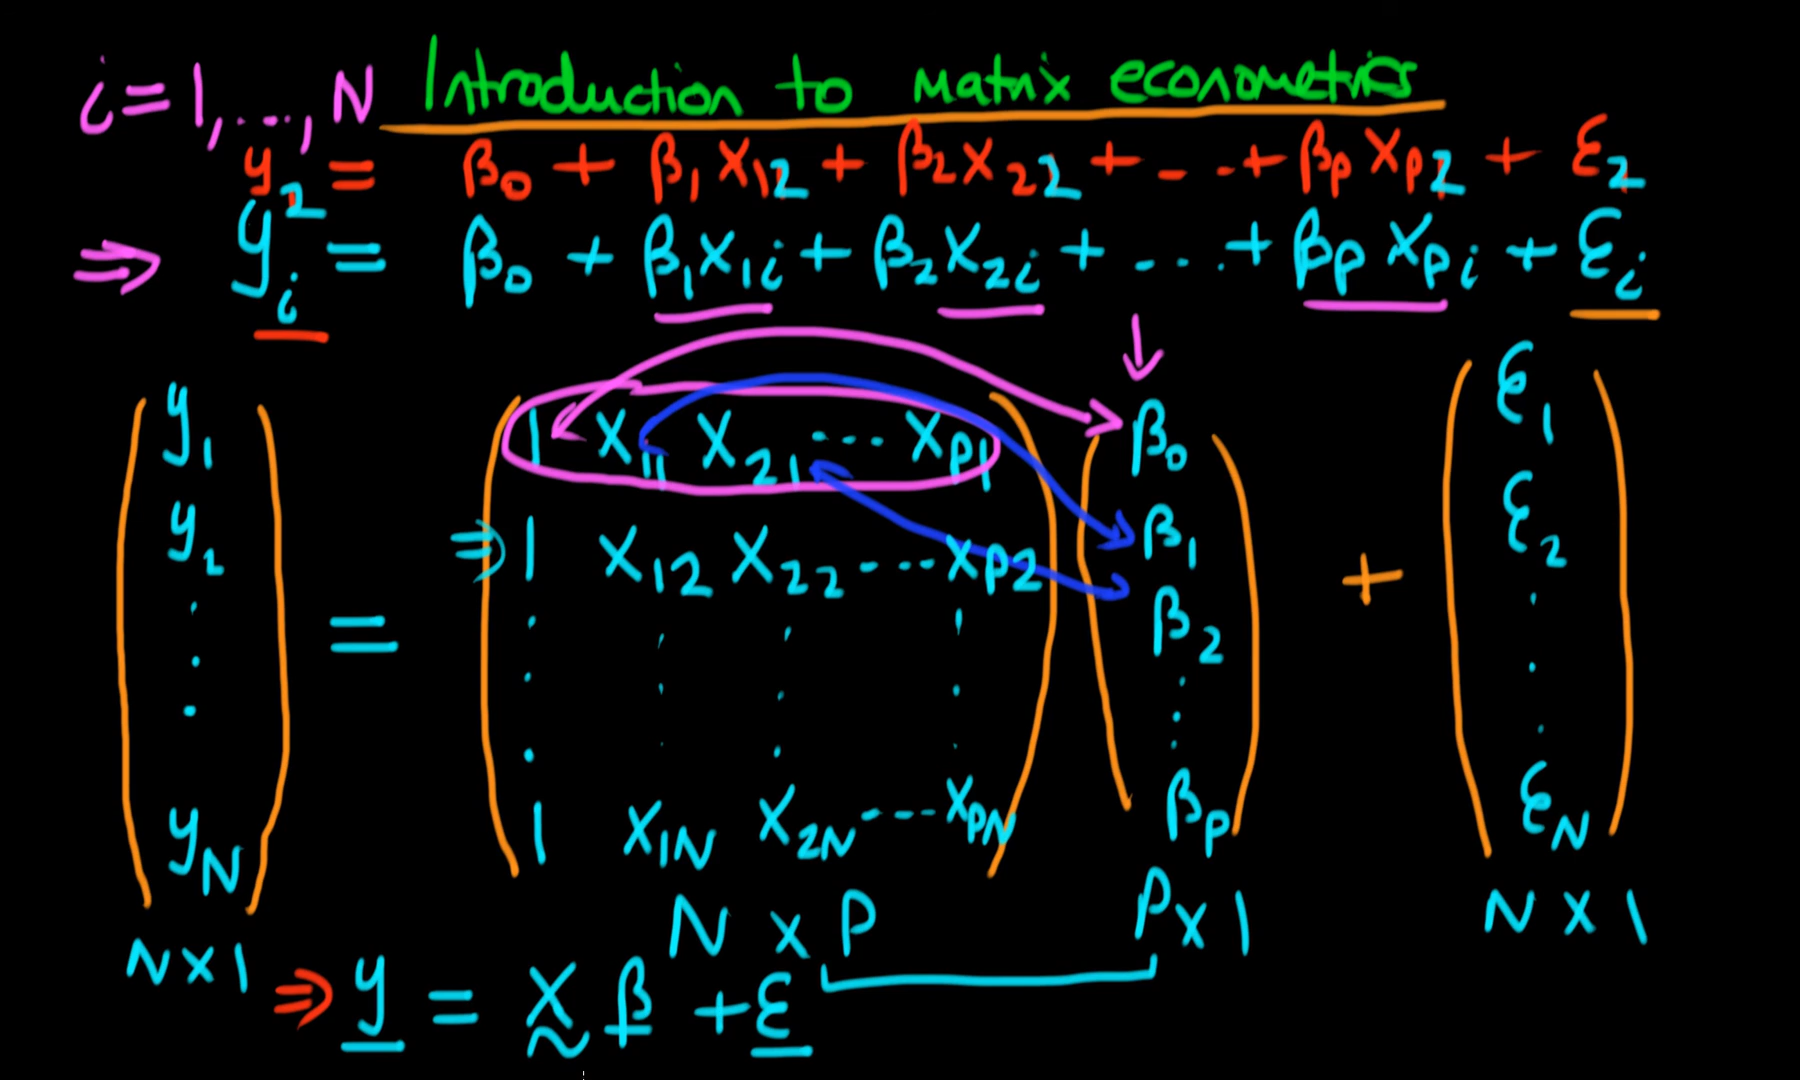 i=1,...,N Introduction to matrix econometrics
y2 = β0 + β1X12 + β2X22 + ... + βpXp2 + ε2
⇒ yi = β0 + β1X1i + β2X2i + ... + βpXpi + εi
y1 1 X11 X21 ... Xp1 β0 ε1
y2 = ⇒ 1 X12 X22 ... Xp2 β1 + ε2
. . . . . β2 .
. . . . . . .
. . . . . . .
yN 1 X1N X2N ... XpN βp εN
N×1 N×P P×1 N×1
⇒ y = X β + ε